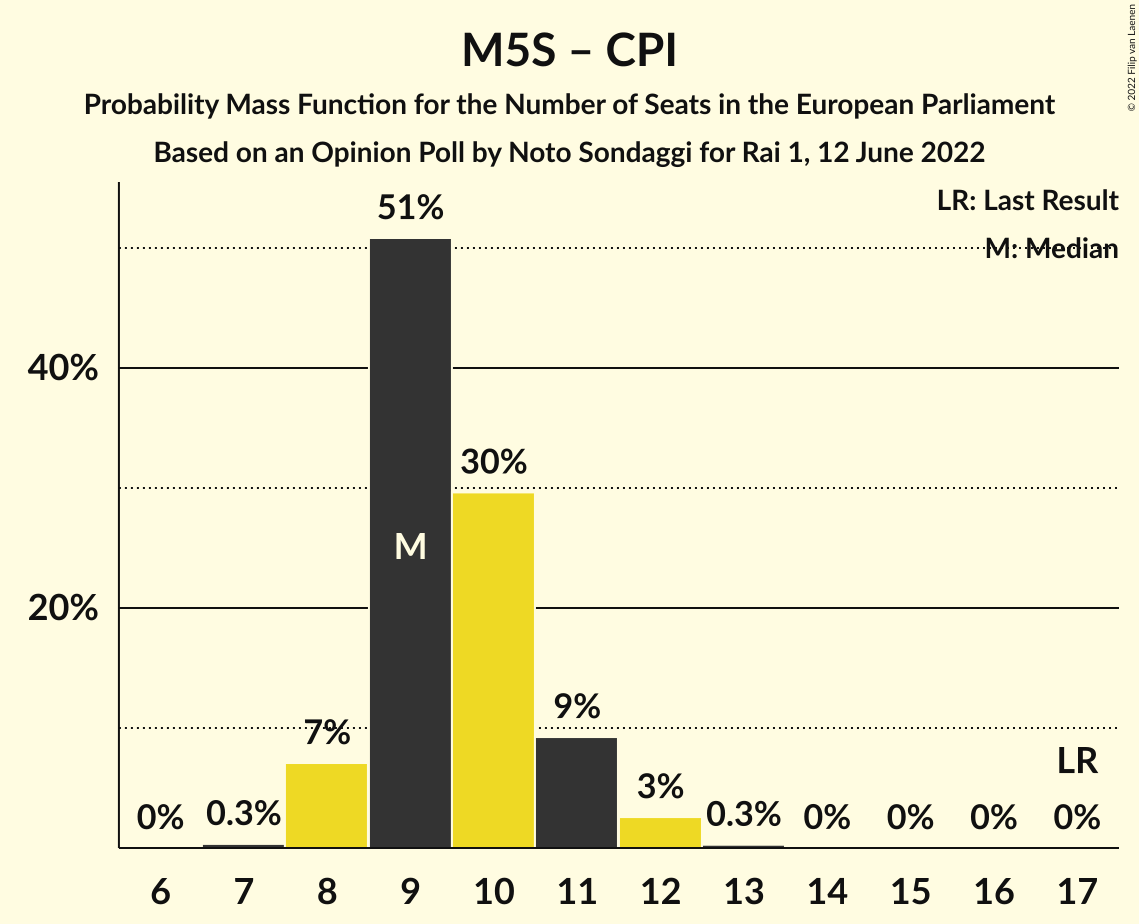 M5S – CPI
Probability Mass Function for the Number of Seats in the European Parliament
Based on an Opinion Poll by Noto Sondaggi for Rai 1, 12 June 2022
© 2022 Filip van Laenen
LR: Last Result
M: Median
51%
40%
30%
M
20%
9%
7%
LR
3%
0% 0.3% 0.3% 0% 0% 0% 0%
6 7 8 9 10 11 12 13 14 15 16 17